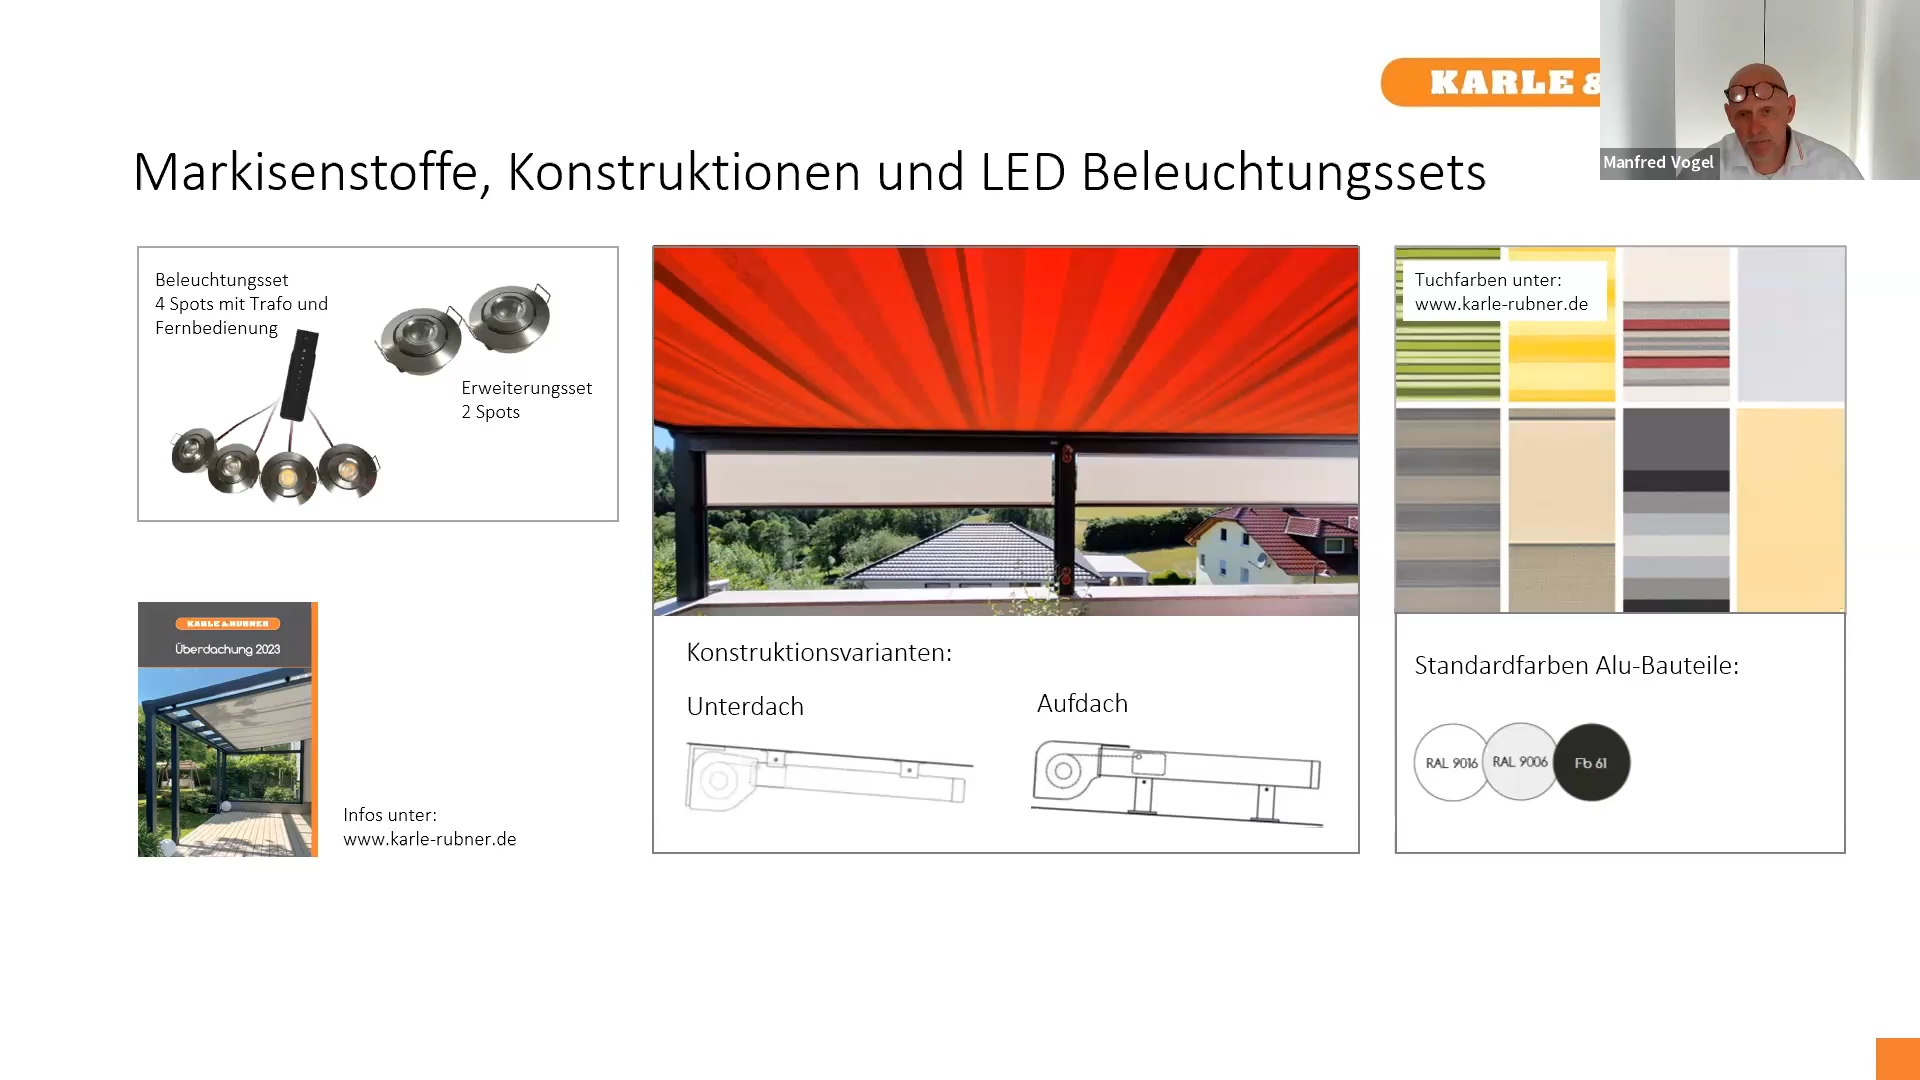 KARLE &
Manfred Vogel
Markisenstoffe, Konstruktionen und LED Beleuchtungssets
Beleuchtungsset
4 Spots mit Trafo und
Fernbedienung
Erweiterungsset
2 Spots
KARLE & RUBNER
Überdachung 2023
Infos unter:
www.karle-rubner.de
Konstruktionsvarianten:
Unterdach
Aufdach
Tuchfarben unter:
www.karle-rubner.de
Standardfarben Alu-Bauteile:
RAL 9016
RAL 9006
Fb 61